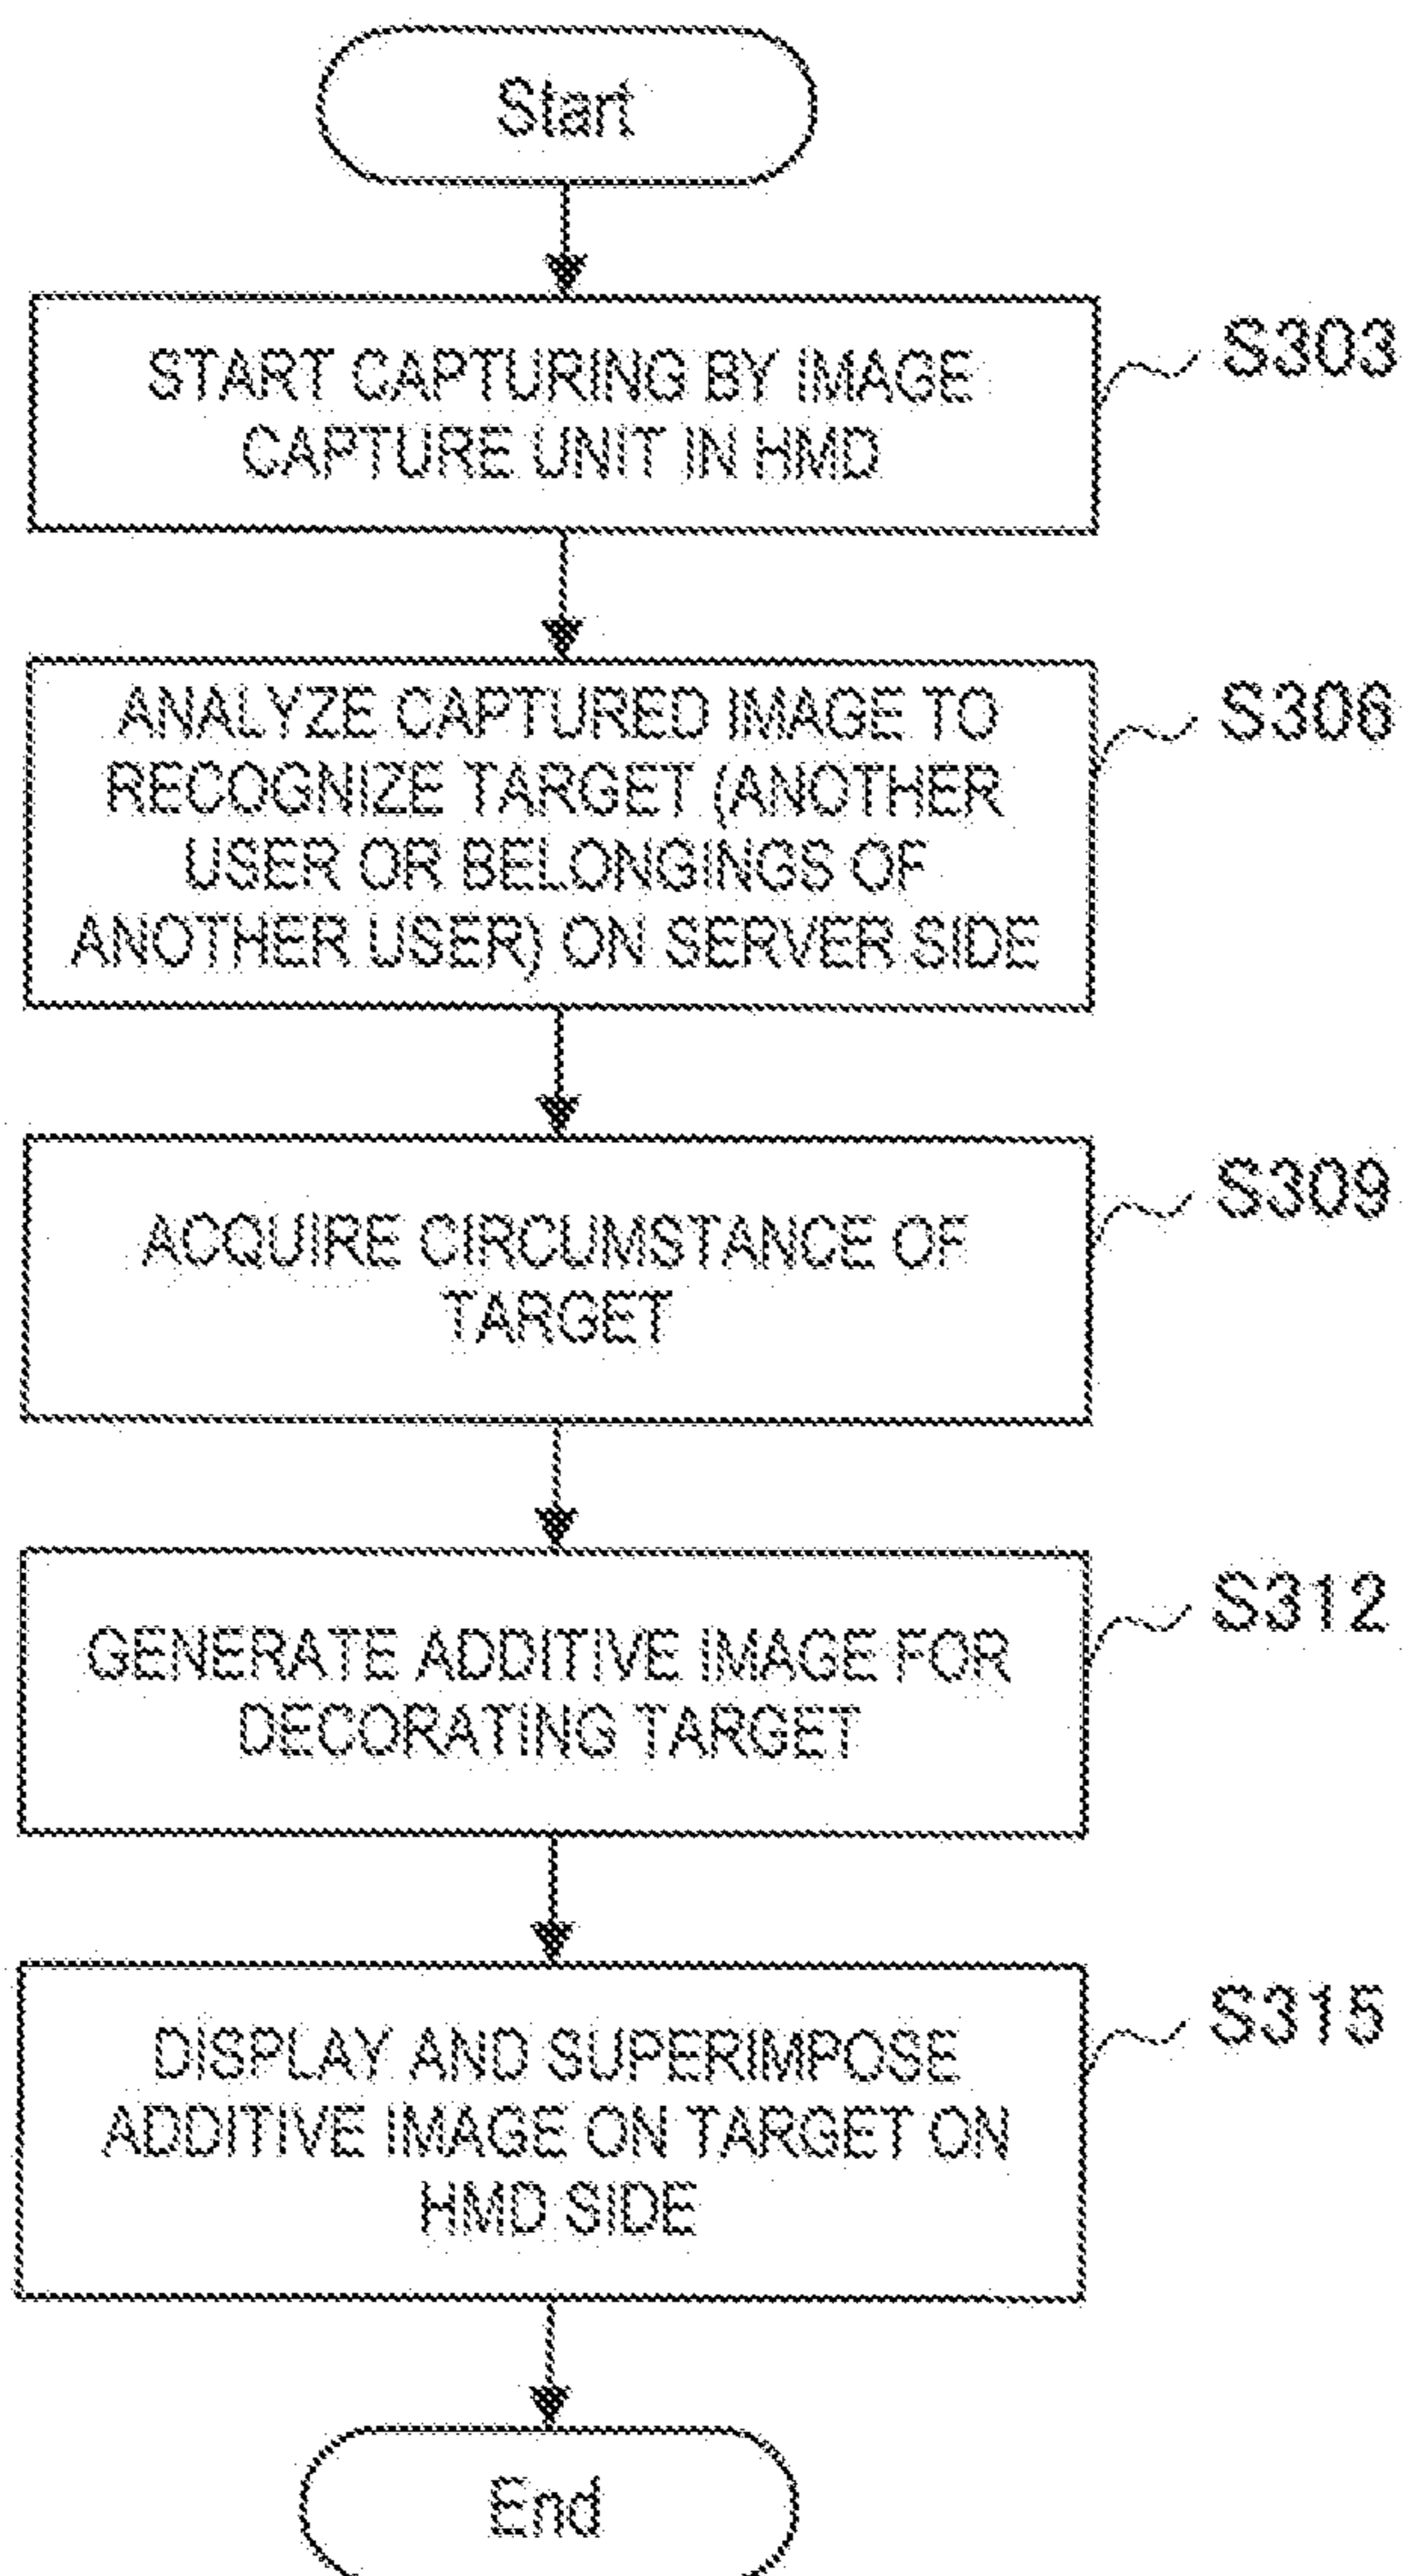 Start
START CAPTURING BY IMAGE
CAPTURE UNIT IN HMD
S303
ANALYZE CAPTURED IMAGE TO
RECOGNIZE TARGET (ANOTHER
USER OR BELONGINGS OF
ANOTHER USER) ON SERVER SIDE
S306
ACQUIRE CIRCUMSTANCE OF
TARGET
S309
GENERATE ADDITIVE IMAGE FOR
DECORATING TARGET
S312
DISPLAY AND SUPERIMPOSE
ADDITIVE IMAGE ON TARGET ON
HMD SIDE
S315
End